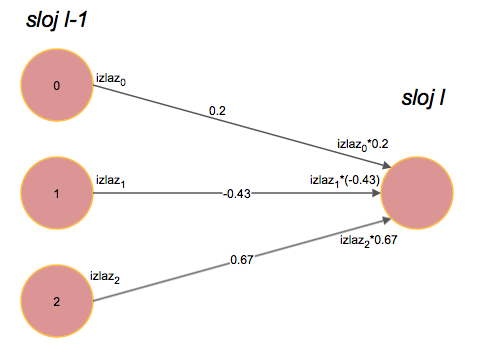 sloj l-1
sloj l
0
izlaz₀
0.2
izlaz₀*0.2
1
izlaz₁
-0.43
izlaz₁*(-0.43)
2
izlaz₂
0.67
izlaz₂*0.67